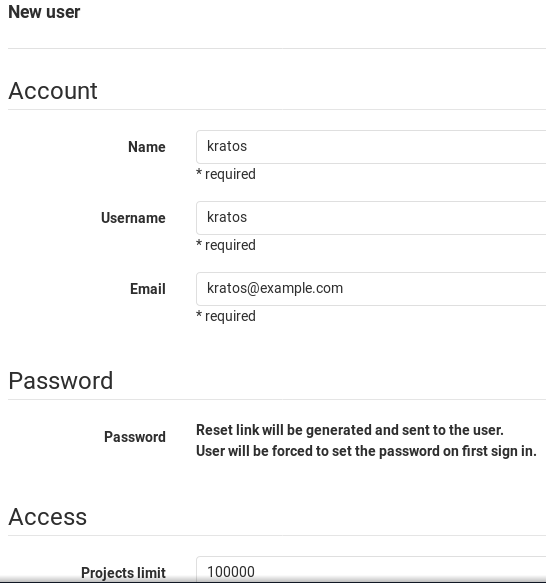 New user
Account
Name
kratos
* required
Username
kratos
* required
Email
kratos@example.com
* required
Password
Password
Reset link will be generated and sent to the user.
User will be forced to set the password on first sign in.
Access
Projects limit
100000